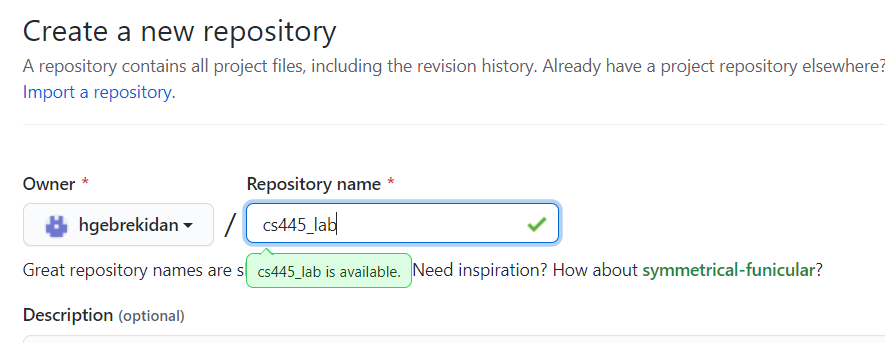 Create a new repository
A repository contains all project files, including the revision history. Already have a project repository elsewhere?
Import a repository.
Owner * Repository name *
hgebrekidan / cs445_lab
Great repository names are s cs445_lab is available. Need inspiration? How about symmetrical-funicular?
Description (optional)